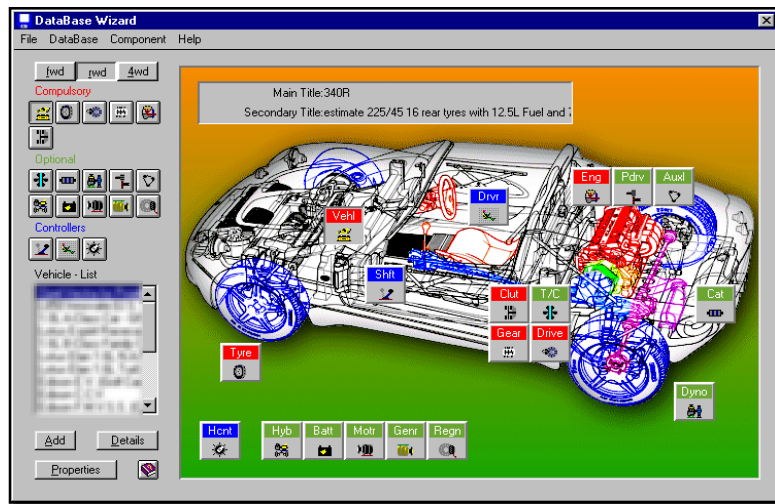 DataBase Wizard
File DataBase Component Help
fwd rwd 4wd
Compulsory
Optional
Controllers
Vehicle - List
Add Details
Properties
Main Title:340R
Secondary Title:estimate 225/45 16 rear tyres with 12.5L Fuel and
Eng Pdrv Auxl
Drvr
Vehl
Shft
Clut T/C
Cat
Gear Drive
Tyre
Dyno
Hcnt Hyb Batt Motr Genr Regn